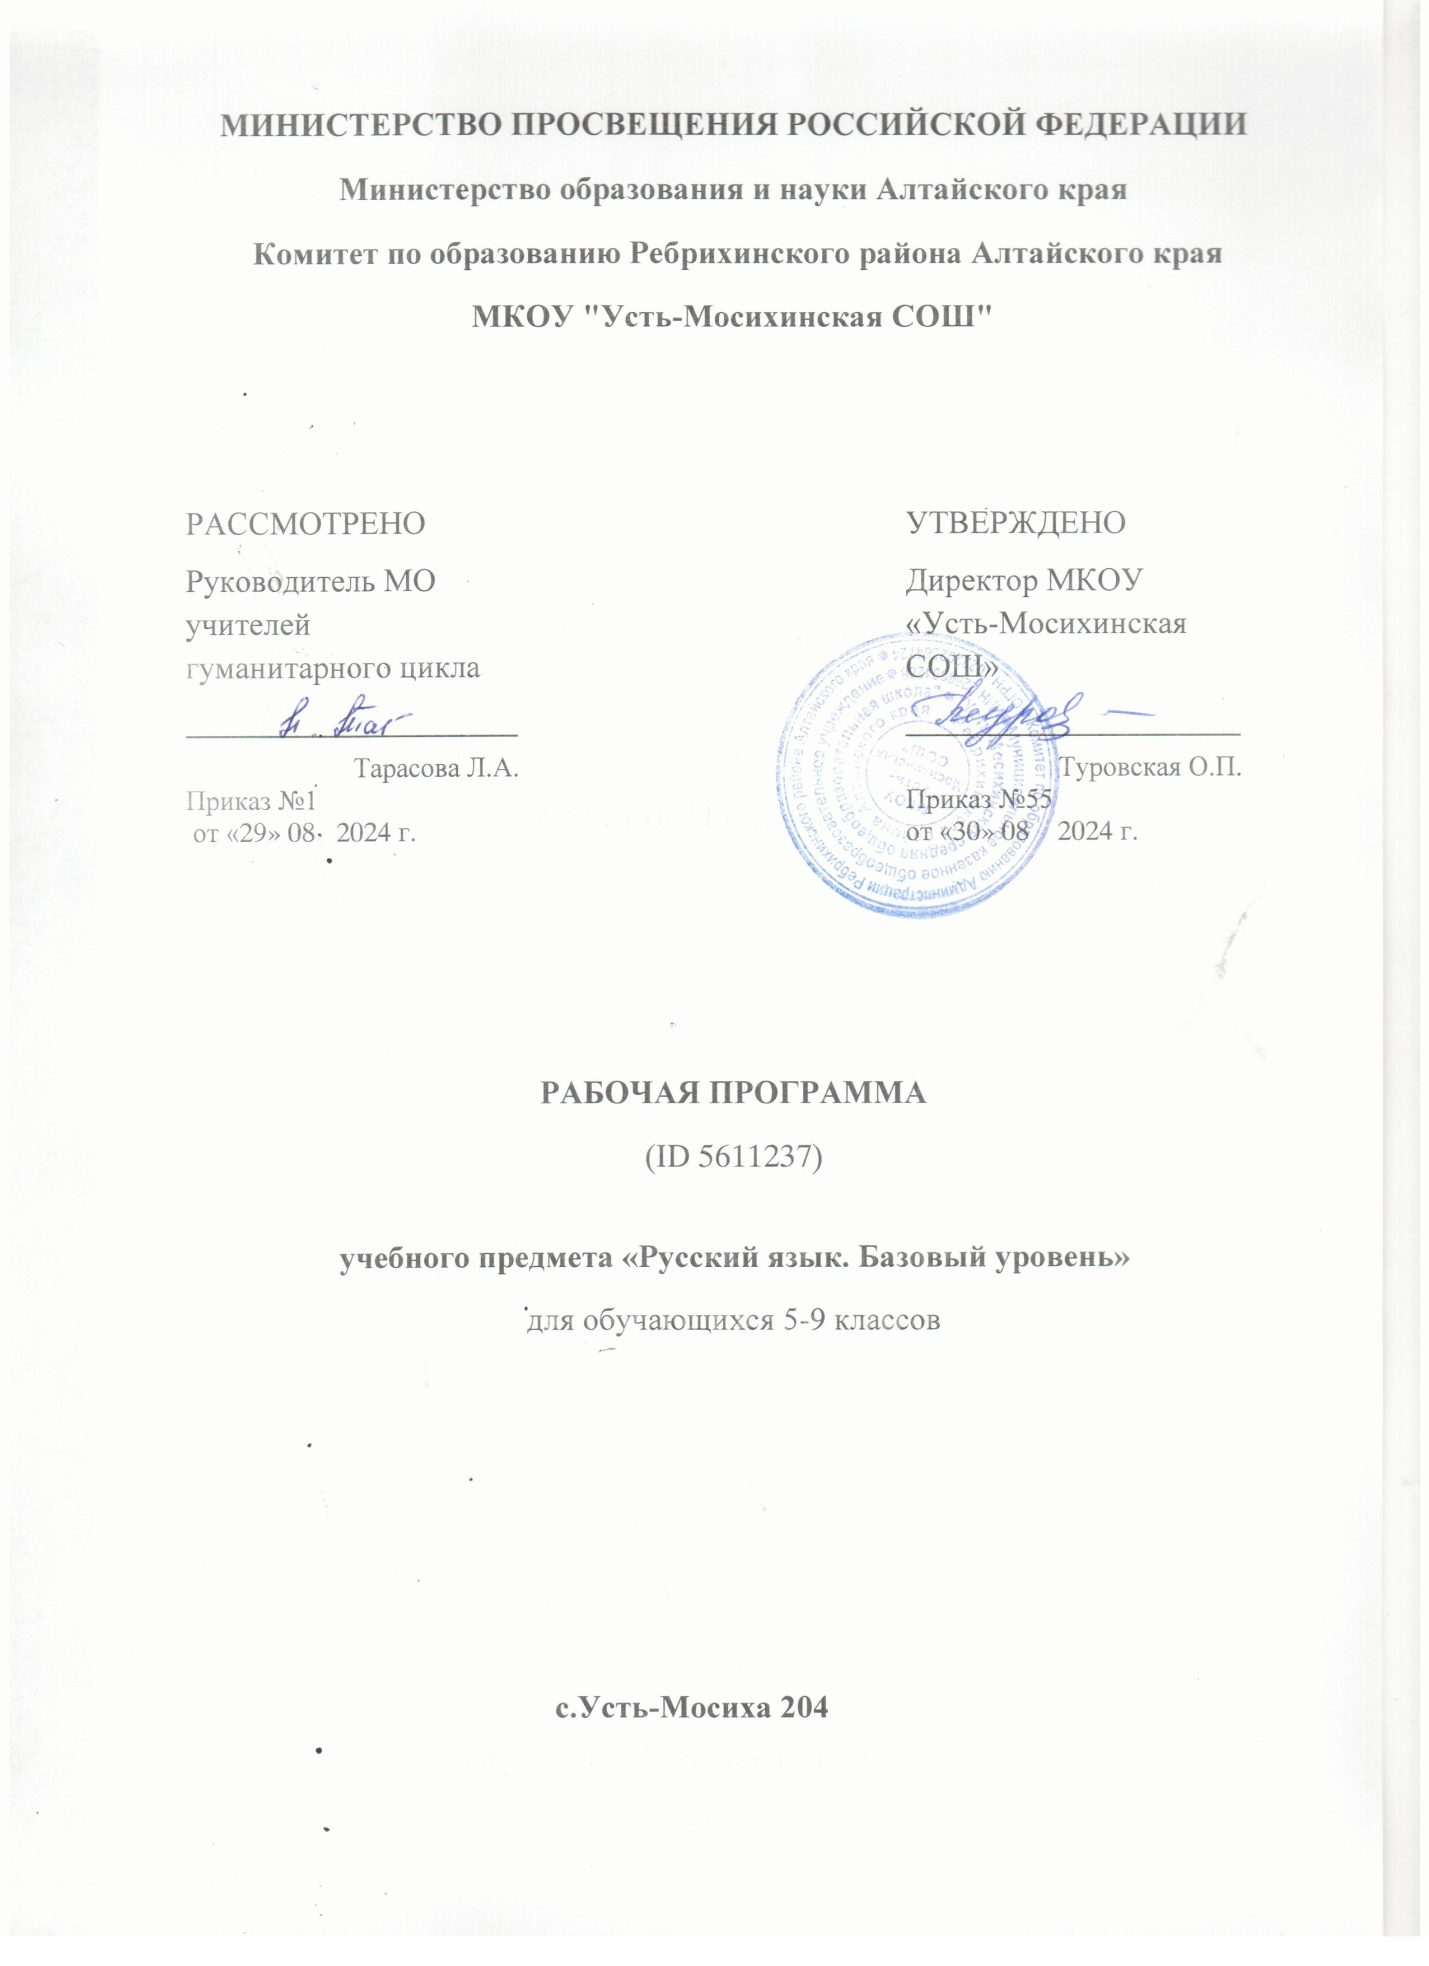 МИНИСТЕРСТВО ПРОСВЕЩЕНИЯ РОССИЙСКОЙ ФЕДЕРАЦИИ
Министерство образования и науки Алтайского края
Комитет по образованию Ребрихинского района Алтайского края
МКОУ "Усть-Мосихинская СОШ"
РАССМОТРЕНО
Руководитель МО
учителей
гуманитарного цикла
Тарасова Л.А.
Приказ №1
от «29» 08 2024 г.
УТВЕРЖДЕНО
Директор МКОУ
«Усть-Мосихинская
СОШ»
Туровская О.П.
Приказ №55
от «30» 08 2024 г.
РАБОЧАЯ ПРОГРАММА
(ID 5611237)
учебного предмета «Русский язык. Базовый уровень»
для обучающихся 5-9 классов
с.Усть-Мосиха 204